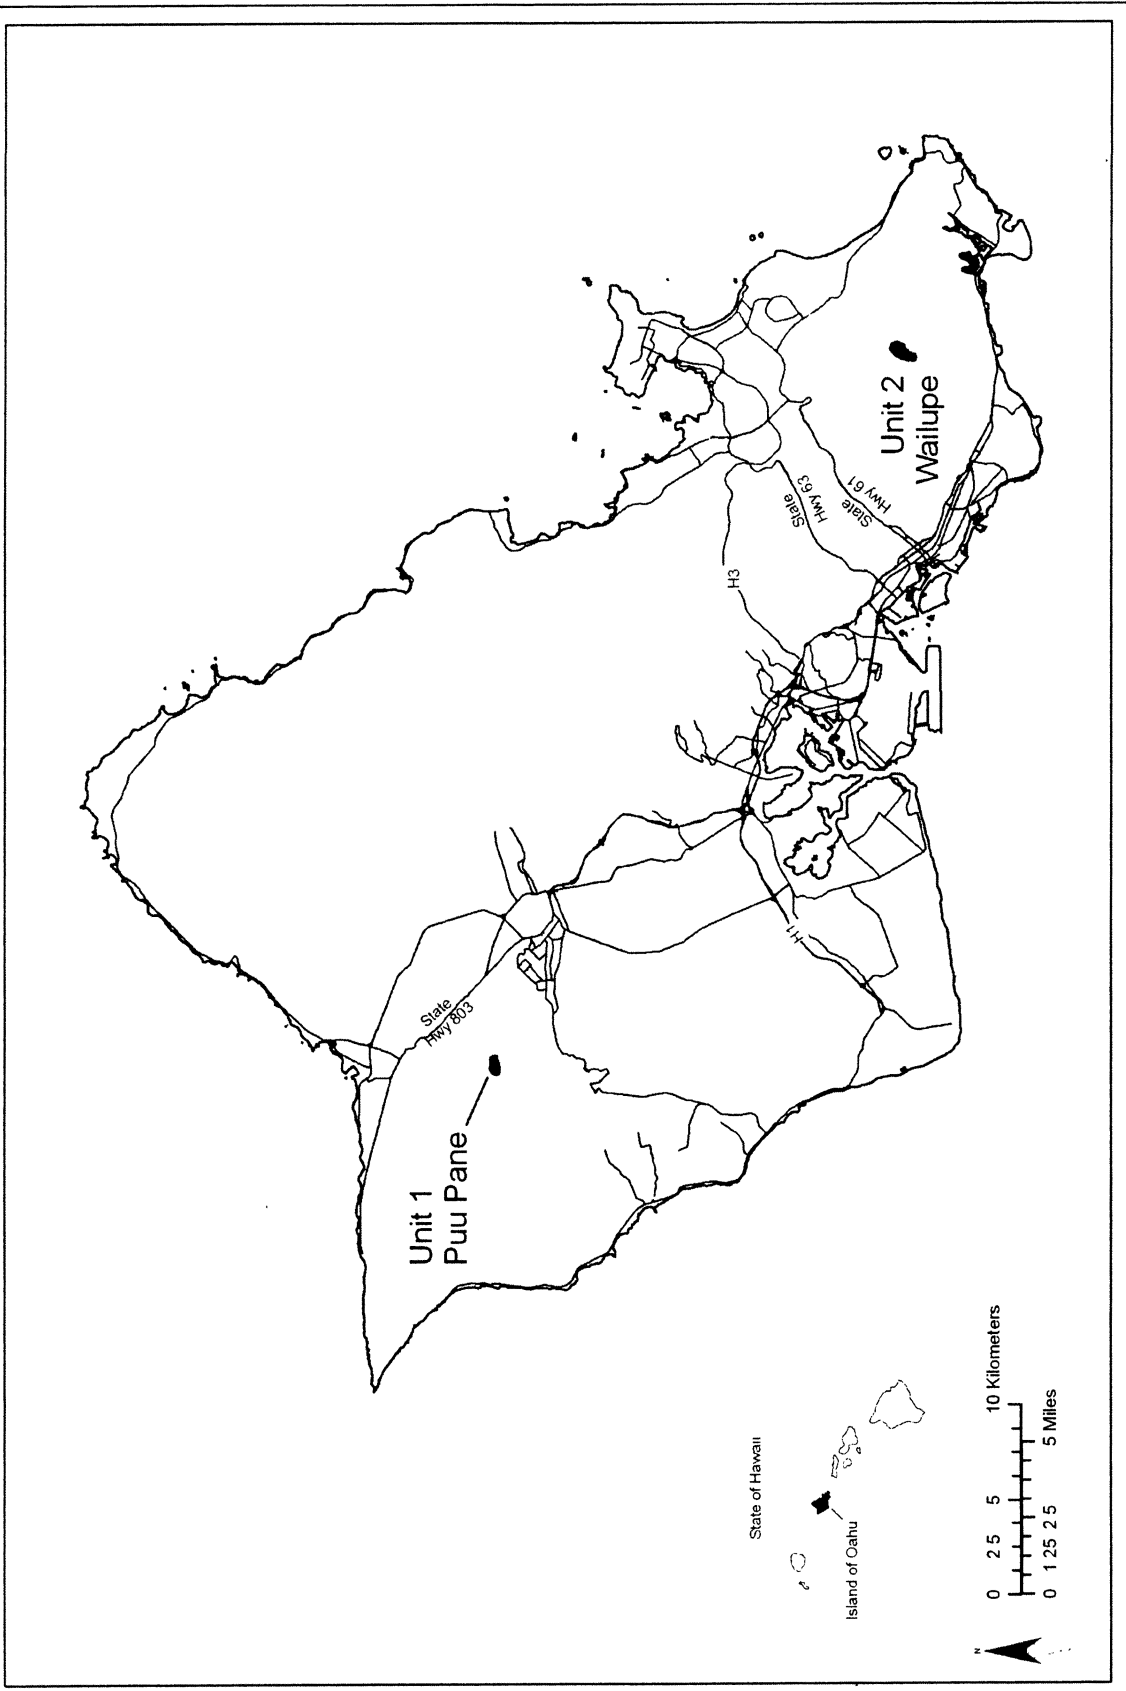 Unit 1
Puu Pane
State
Hwy 803
H1
H3
State
Hwy 63
State
Hwy 61
Unit 2
Wailupe
State of Hawaii
Island of Oahu
N
0 2 5 5 10 Kilometers
0 1 25 2 5 5 Miles